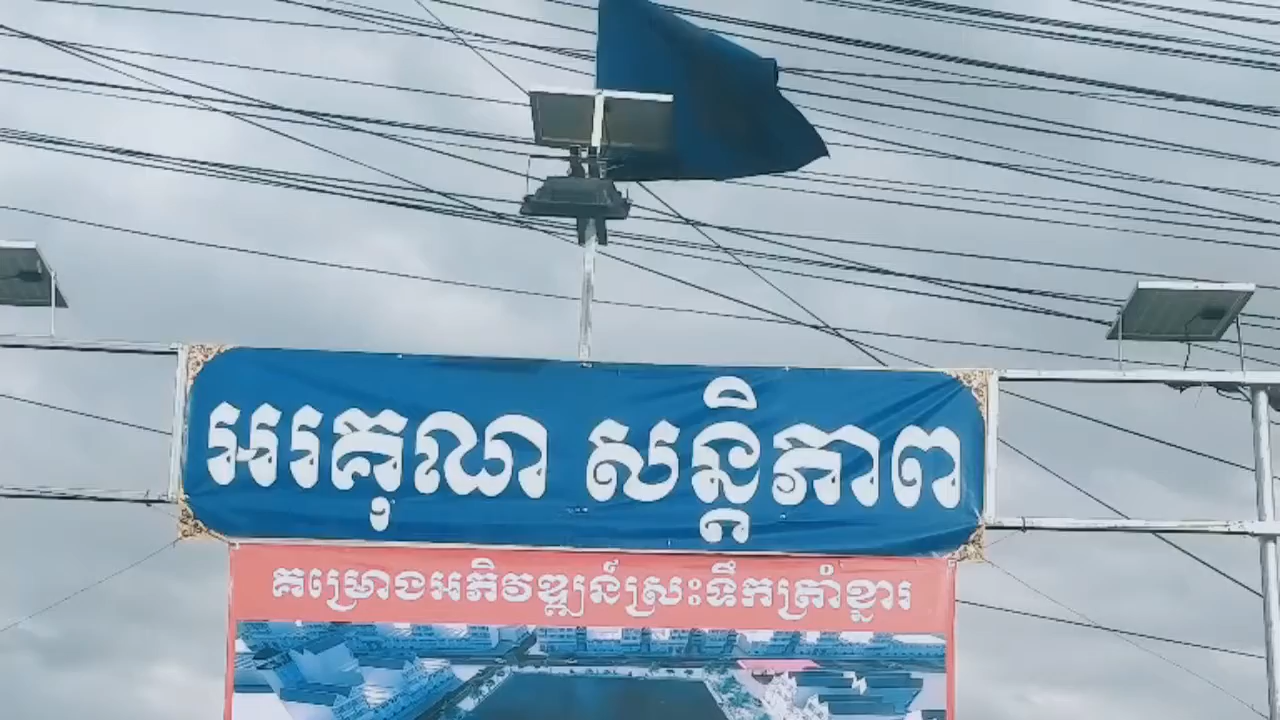 អរគុណ សន្តិភាព
គម្រោងអភិវឌ្ឍន៍ស្រះទឹកត្រាំខ្នារ